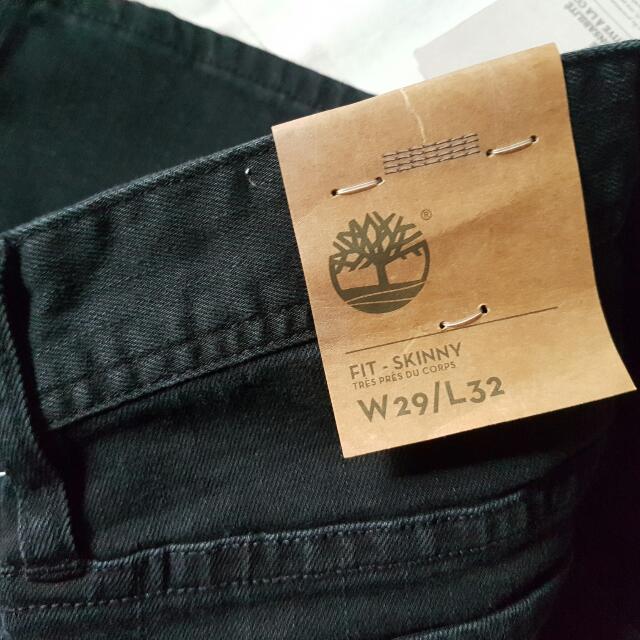 ®
FIT - SKINNY
TRÈS PRÈS DU CORPS
W29/L32